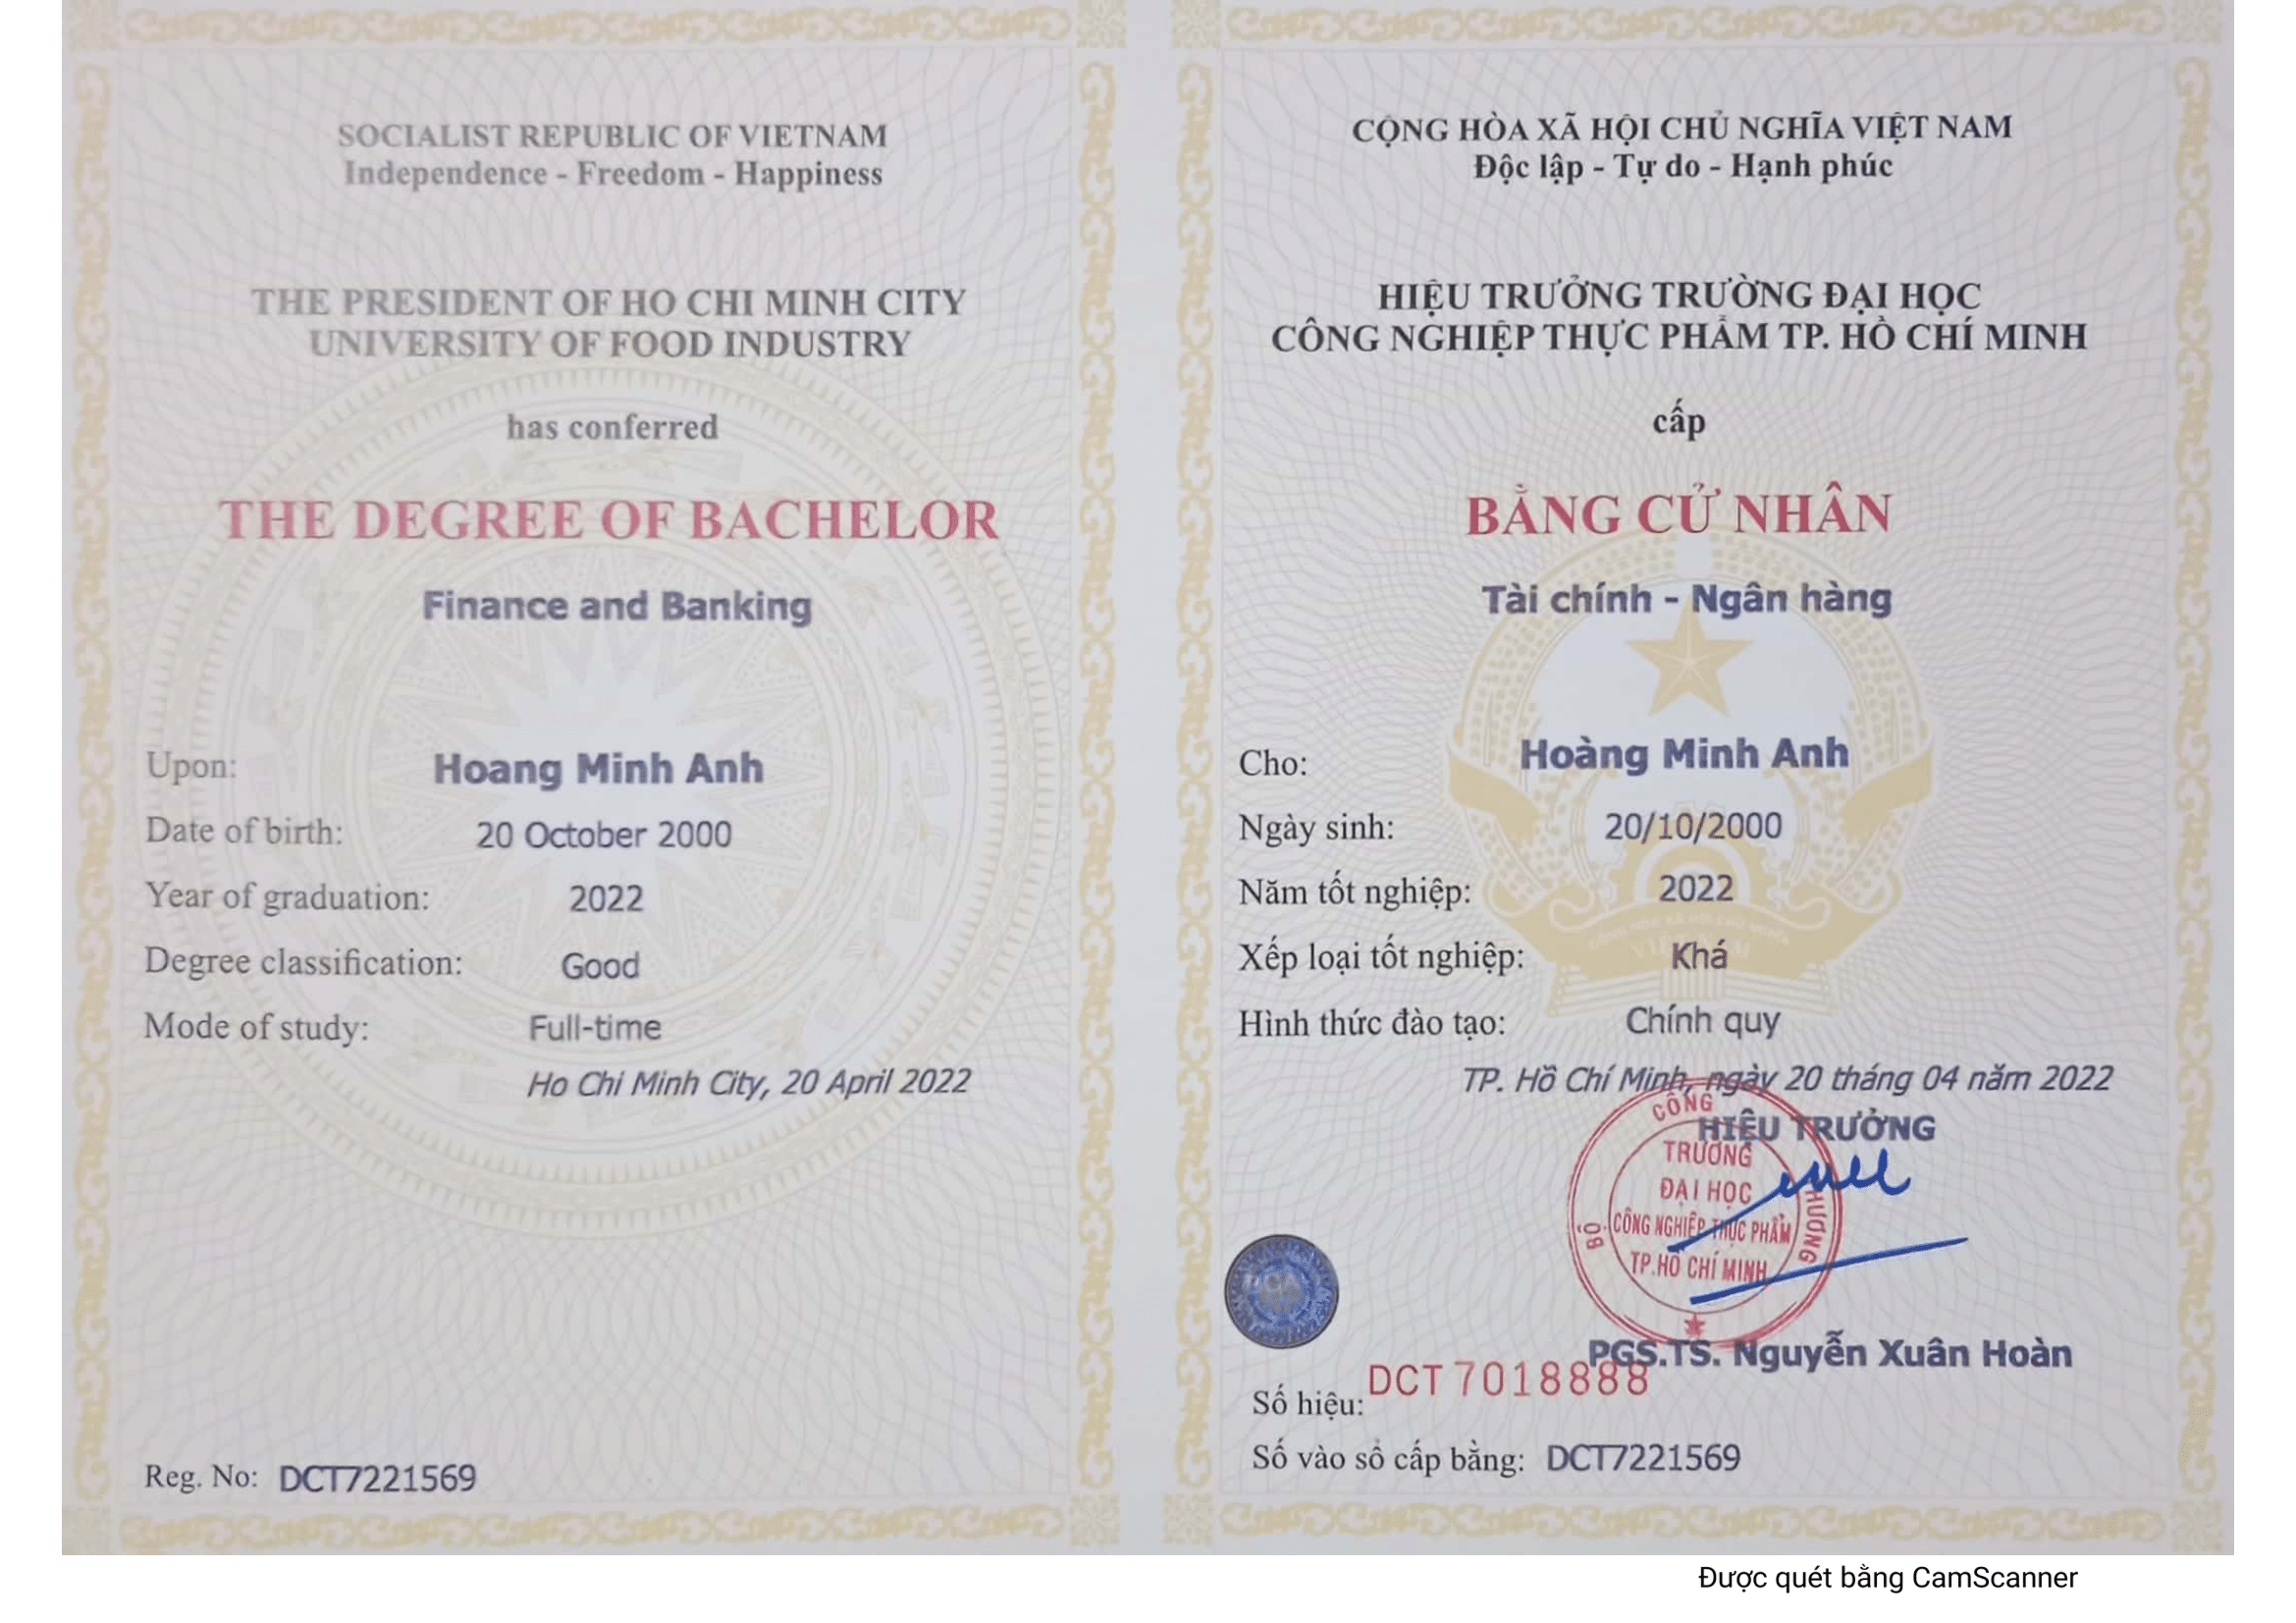 SOCIALIST REPUBLIC OF VIETNAM
Independence - Freedom - Happiness
THE PRESIDENT OF HO CHI MINH CITY
UNIVERSITY OF FOOD INDUSTRY
has conferred
THE DEGREE OF BACHELOR
Finance and Banking
Upon: Hoang Minh Anh
Date of birth: 20 October 2000
Year of graduation: 2022
Degree classification: Good
Mode of study: Full-time
Ho Chi Minh City, 20 April 2022
Reg. No: DCT7221569
CỘNG HÒA XÃ HỘI CHỦ NGHĨA VIỆT NAM
Độc lập - Tự do - Hạnh phúc
HIỆU TRƯỞNG TRƯỜNG ĐẠI HỌC
CÔNG NGHIỆP THỰC PHẨM TP. HỒ CHÍ MINH
cấp
BẰNG CỬ NHÂN
Tài chính - Ngân hàng
Cho: Hoàng Minh Anh
Ngày sinh: 20/10/2000
Năm tốt nghiệp: 2022
Xếp loại tốt nghiệp: Khá
Hình thức đào tạo: Chính quy
TP. Hồ Chí Minh, ngày 20 tháng 04 năm 2022
HIỆU TRƯỞNG
BỘ CÔNG THƯƠNG
TRƯỜNG
ĐẠI HỌC
CÔNG NGHIỆP THỰC PHẨM
TP.HỒ CHÍ MINH
PGS.TS. Nguyễn Xuân Hoàn
Số hiệu: DCT 7018888
Số vào sổ cấp bằng: DCT7221569
Được quét bằng CamScanner